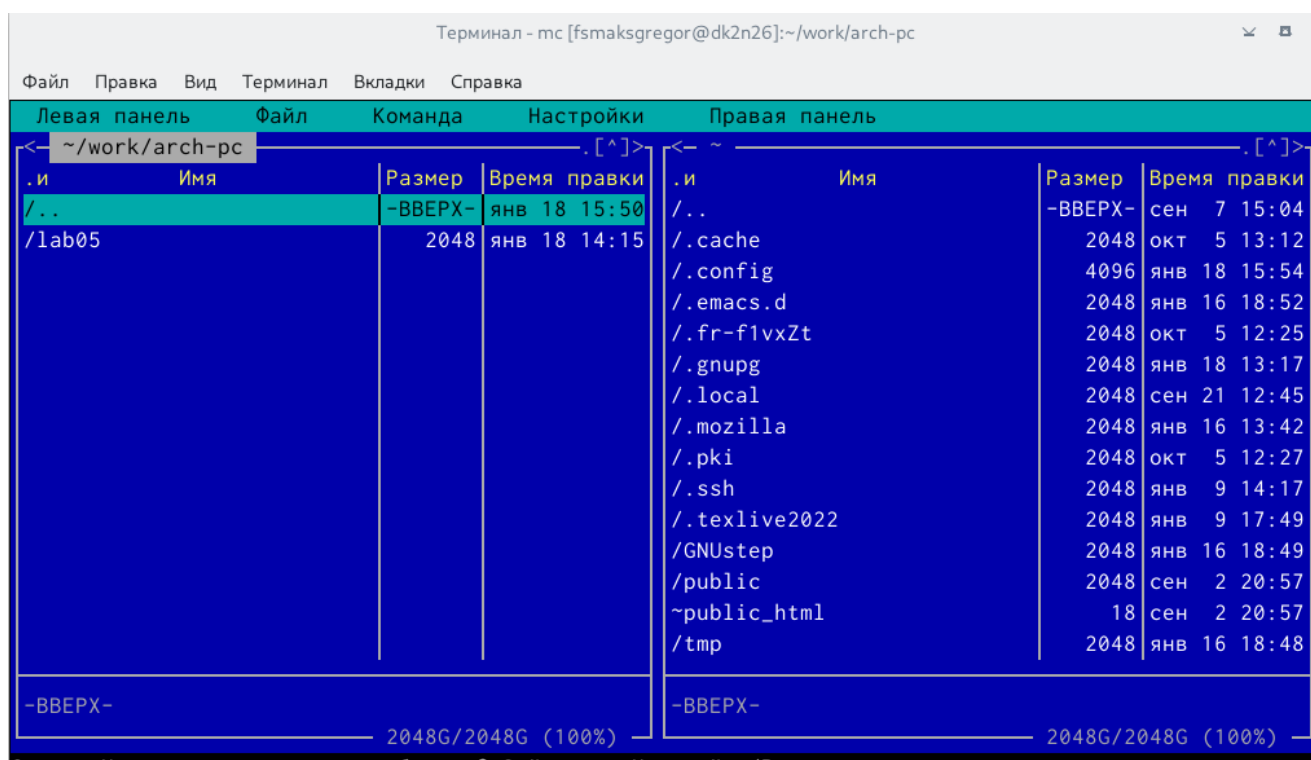 Терминал - mc [fsmaksgregor@dk2n26]:~/work/arch-pc
Файл Правка Вид Терминал Вкладки Справка
Левая панель Файл Команда Настройки Правая панель
<— ~/work/arch-pc .[^]> <— ~ .[^]>
.и Имя Размер Время правки .и Имя Размер Время правки
/.. -ВВЕРХ- янв 18 15:50 /.. -ВВЕРХ- сен 7 15:04
/lab05 2048 янв 18 14:15 /.cache 2048 окт 5 13:12
/.config 4096 янв 18 15:54
/.emacs.d 2048 янв 16 18:52
/.fr-f1vxZt 2048 окт 5 12:25
/.gnupg 2048 янв 18 13:17
/.local 2048 сен 21 12:45
/.mozilla 2048 янв 16 13:42
/.pki 2048 окт 5 12:27
/.ssh 2048 янв 9 14:17
/.texlive2022 2048 янв 9 17:49
/GNUstep 2048 янв 16 18:49
/public 2048 сен 2 20:57
~public_html 18 сен 2 20:57
/tmp 2048 янв 16 18:48
-ВВЕРХ- -ВВЕРХ-
2048G/2048G (100%) 2048G/2048G (100%)